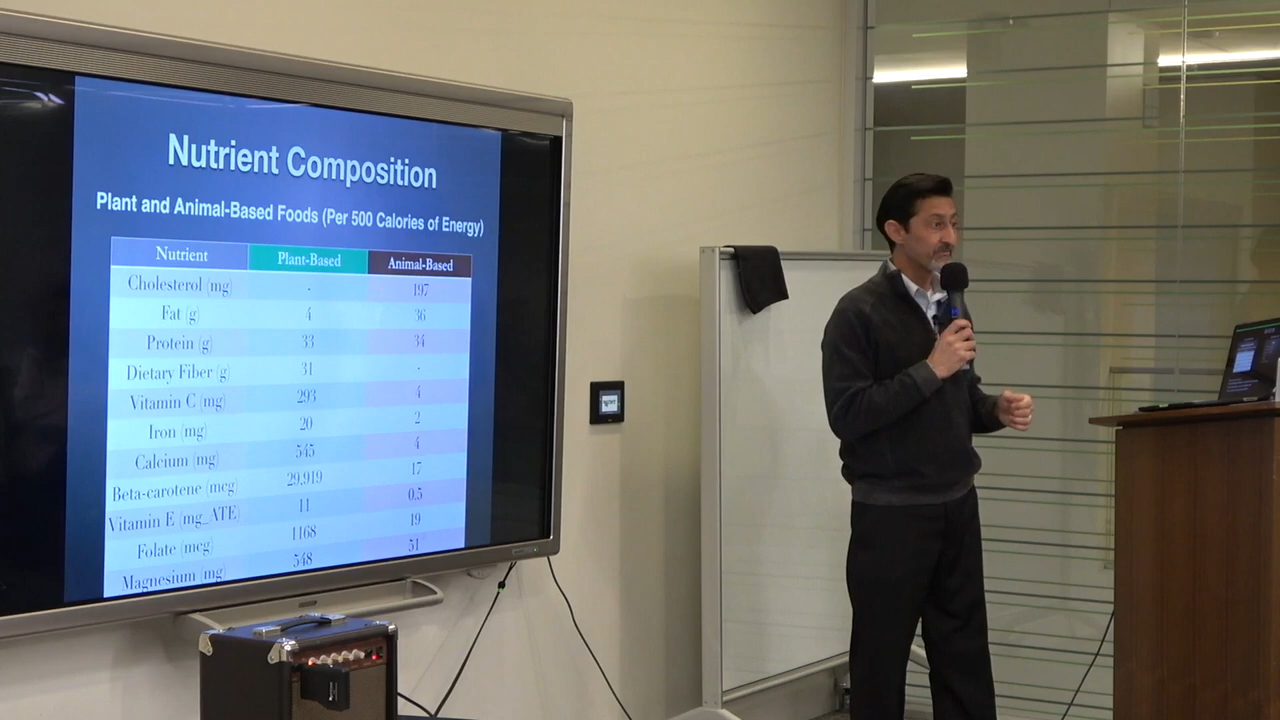 Nutrient Composition
Plant and Animal-Based Foods (Per 500 Calories of Energy)
Nutrient Plant-Based Animal-Based
Cholesterol (mg) - 197
Fat (g) 4 36
Protein (g) 33 34
Dietary Fiber (g) 31 -
Vitamin C (mg) 293 4
Iron (mg) 20 2
Calcium (mg) 545 4
Beta-carotene (mcg) 29,919 17
Vitamin E (mg_ATE) 11 0.5
Folate (mcg) 1168 19
Magnesium (mg) 548 51